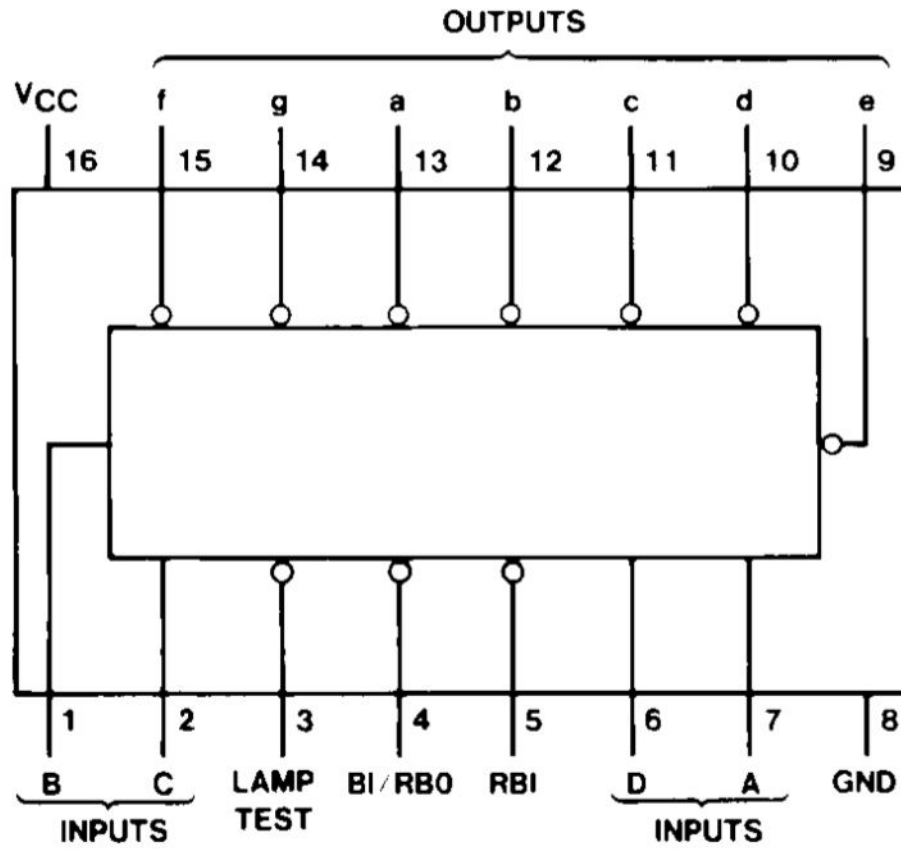 OUTPUTS
VCC f g a b c d e
16 15 14 13 12 11 10 9
1 2 3 4 5 6 7 8
B C LAMP TEST BI/RBO RBI D A GND
INPUTS INPUTS